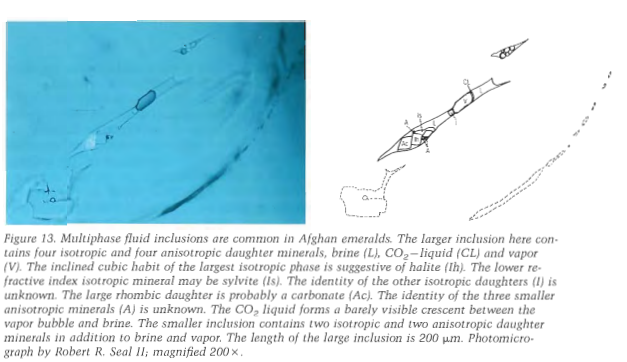 CL
V
L
Is
A
L
Ac
Ih
A
Figure 13. Multiphase fluid inclusions are common in Afghan emeralds. The larger inclusion here con-
tains four isotropic and four anisotropic daughter minerals, brine (L), CO₂—liquid (CL) and vapor
(V). The inclined cubic habit of the largest isotropic phase is suggestive of halite (Ih). The lower re-
fractive index isotropic mineral may be sylvite (Is). The identity of the other isotropic daughters (I) is
unknown. The large rhombic daughter is probably a carbonate (Ac). The identity of the three smaller
anisotropic minerals (A) is unknown. The CO₂ liquid forms a barely visible crescent between the
vapor bubble and brine. The smaller inclusion contains two isotropic and two anisotropic daughter
minerals in addition to brine and vapor. The length of the large inclusion is 200 μm. Photomicro-
graph by Robert R. Seal II; magnified 200×.